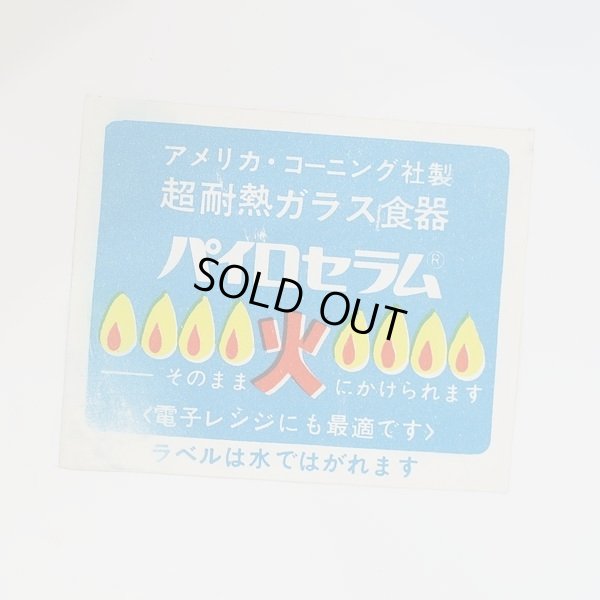 アメリカ・コーニング社製
超耐熱ガラス食器
パイロセラム®
SOLD OUT
そのまま火にかけられます
〈電子レンジにも最適です〉
ラベルは水ではがれます